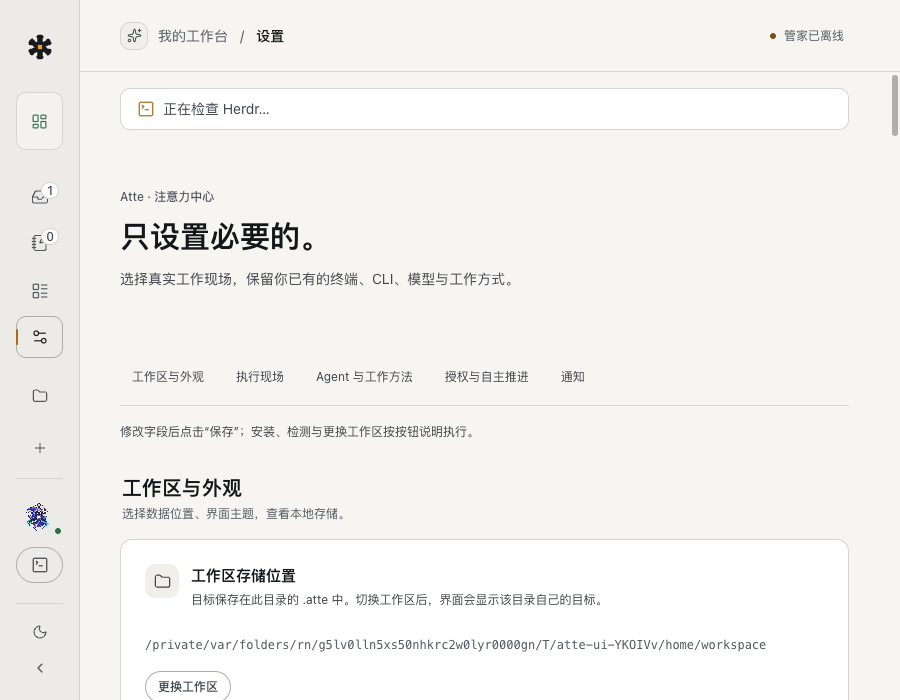 我的工作台 / 设置
管家已离线
正在检查 Herdr...
1
0
Atte · 注意力中心
只设置必要的。
选择真实工作现场，保留你已有的终端、CLI、模型与工作方式。
工作区与外观 执行现场 Agent 与工作方法 授权与自主推进 通知
修改字段后点击“保存”；安装、检测与更换工作区按按钮说明执行。
工作区与外观
选择数据位置、界面主题，查看本地存储。
工作区存储位置
目标保存在此目录的 .atte 中。切换工作区后，界面会显示该目录自己的目标。
/private/var/folders/rn/g5lv0lln5xs50nhkrc2w0lyr0000gn/T/atte-ui-YKOIVv/home/workspace
更换工作区